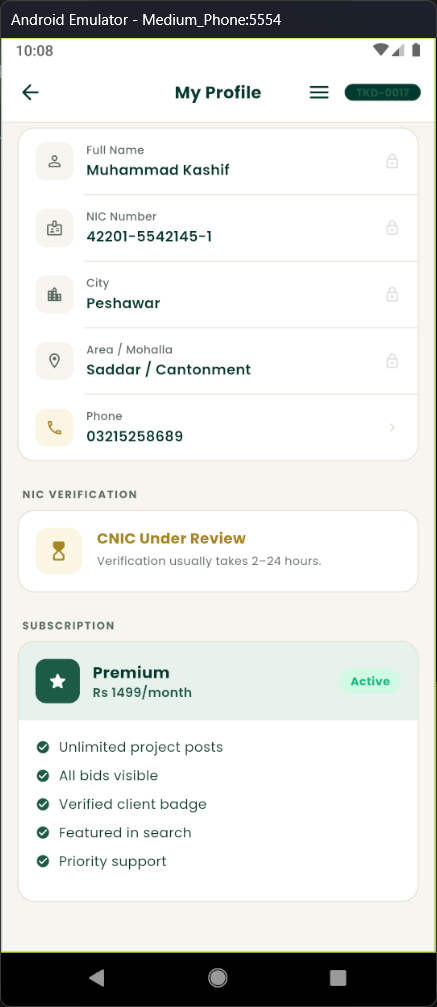 Android Emulator - Medium_Phone:5554
10:08
My Profile
TKD-0017
Full Name
Muhammad Kashif
NIC Number
42201-5542145-1
City
Peshawar
Area / Mohalla
Saddar / Cantonment
Phone
03215258689
NIC VERIFICATION
CNIC Under Review
Verification usually takes 2–24 hours.
SUBSCRIPTION
Premium
Rs 1499/month
Active
Unlimited project posts
All bids visible
Verified client badge
Featured in search
Priority support